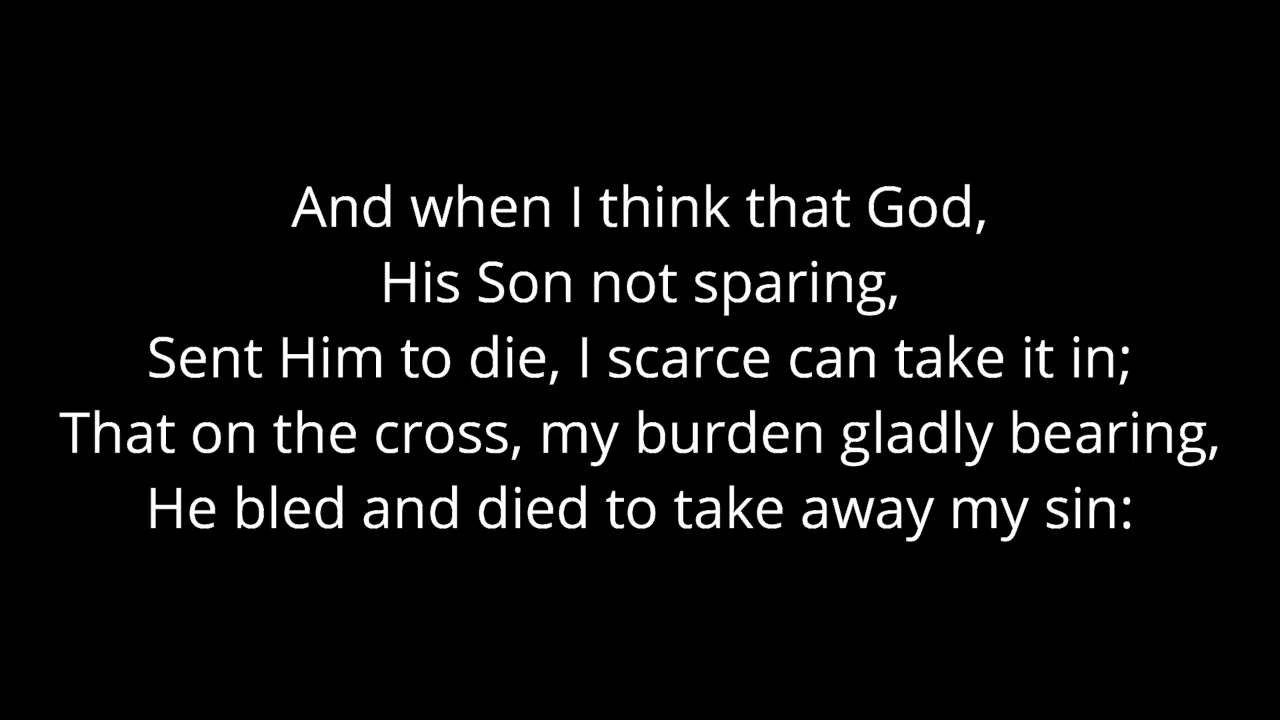 And when I think that God,
His Son not sparing,
Sent Him to die, I scarce can take it in;
That on the cross, my burden gladly bearing,
He bled and died to take away my sin: